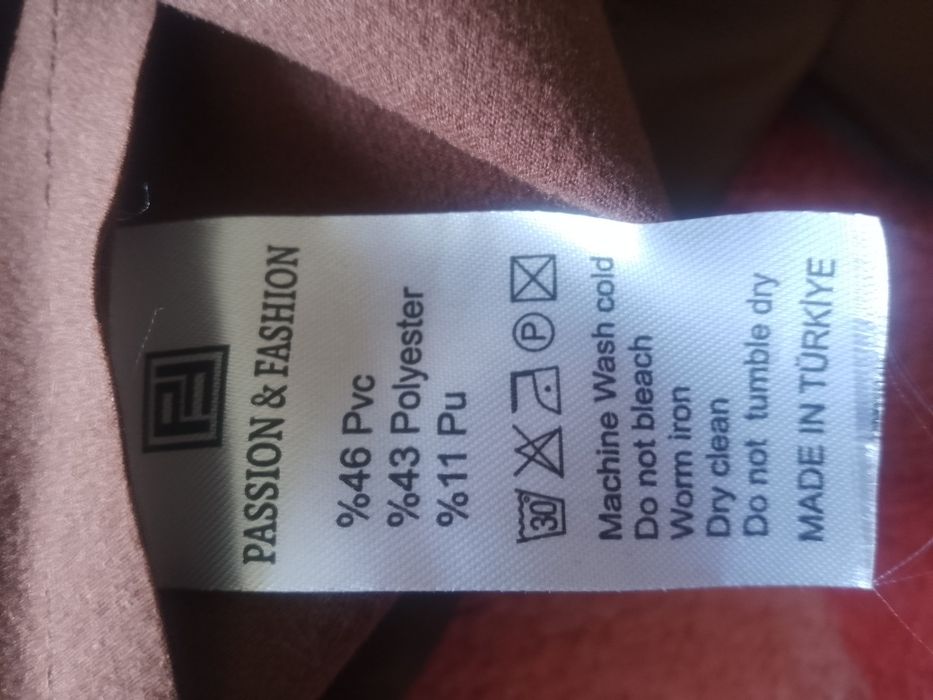 PASSION & FASHION
%46 Pvc
%43 Polyester
%11 Pu
30 P
Machine Wash cold
Do not bleach
Worm iron
Dry clean
Do not tumble dry
MADE IN TÜRKİYE